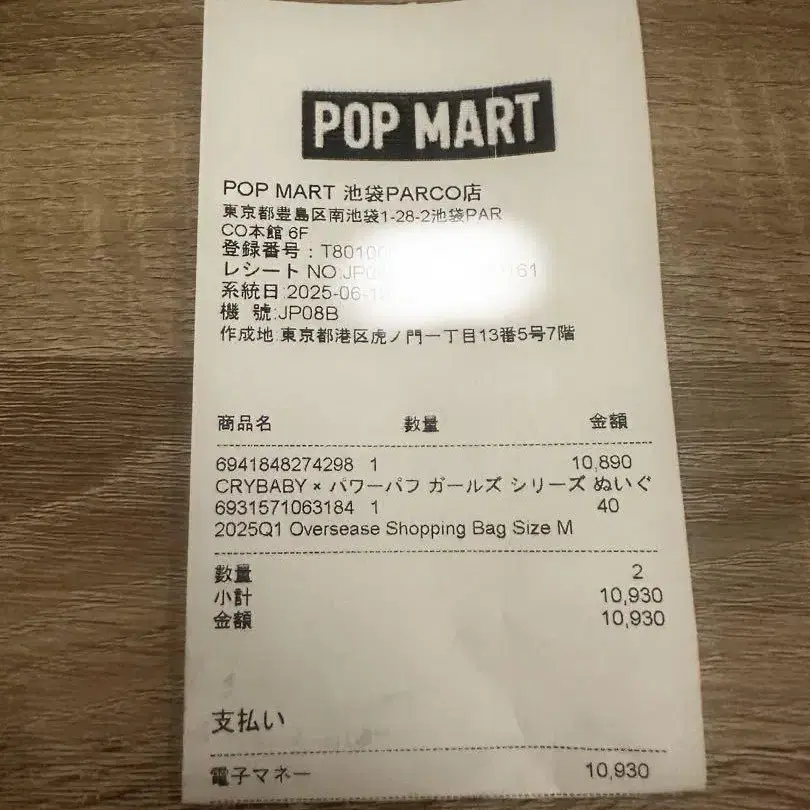 POP MART
POP MART 池袋PARCO店
東京都豊島区南池袋1-28-2池袋PAR
CO本館 6F
登録番号：T8010
レシート NO:JP0 161
系統日:2025-06-1
機 號:JP08B
作成地:東京都港区虎ノ門一丁目13番5号7階
商品名 数量 金額
6941848274298 1 10,890
CRYBABY × パワーパフ ガールズ シリーズ ぬいぐ
6931571063184 1 40
2025Q1 Oversease Shopping Bag Size M
数量 2
小計 10,930
金額 10,930
支払い
電子マネー 10,930